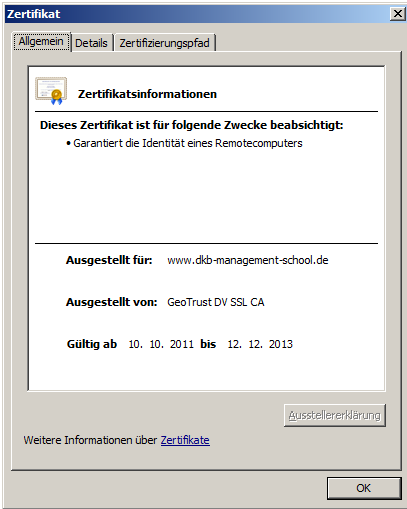 Zertifikat
Allgemein Details Zertifizierungspfad
Zertifikatsinformationen
Dieses Zertifikat ist für folgende Zwecke beabsichtigt:
• Garantiert die Identität eines Remotecomputers
Ausgestellt für: www.dkb-management-school.de
Ausgestellt von: GeoTrust DV SSL CA
Gültig ab 10. 10. 2011 bis 12. 12. 2013
Ausstellererklärung
Weitere Informationen über Zertifikate
OK